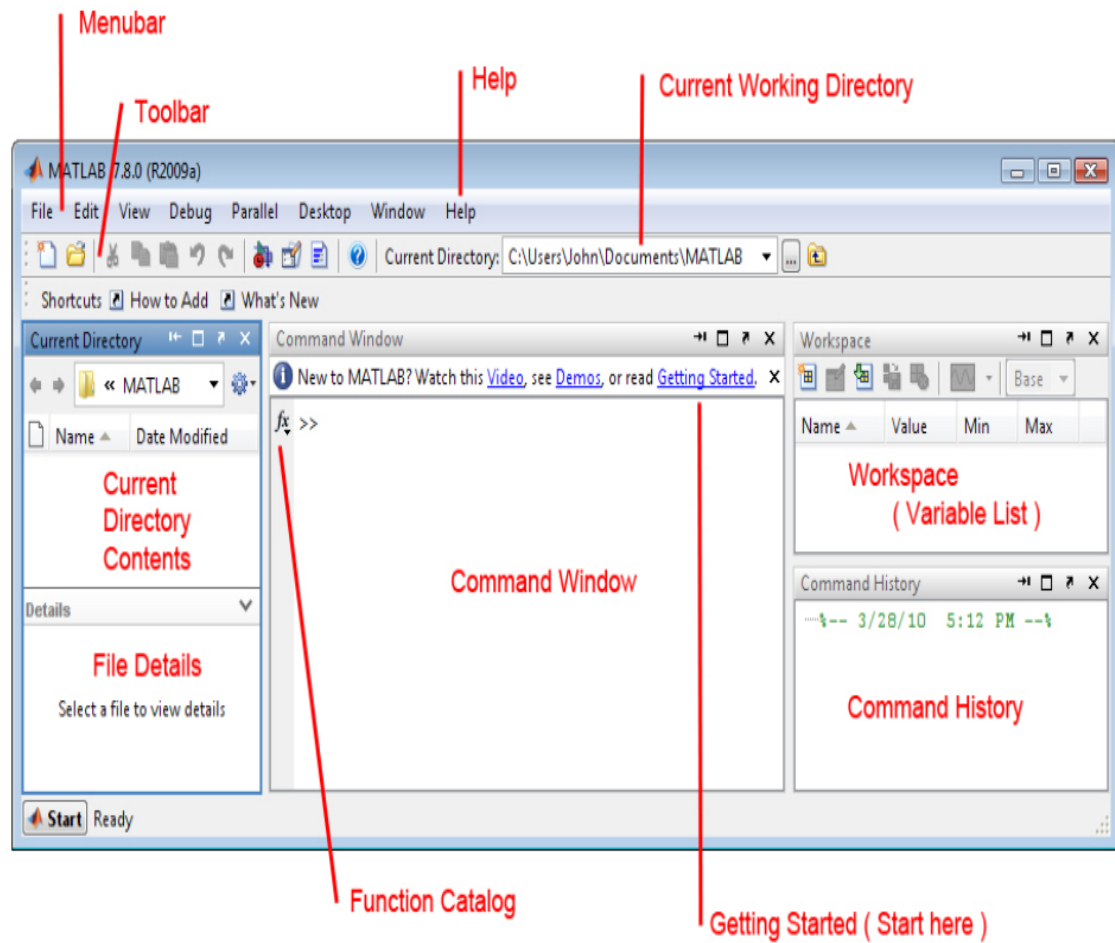 Menubar
Help
Current Working Directory
Toolbar
MATLAB 7.8.0 (R2009a)
File Edit View Debug Parallel Desktop Window Help
Current Directory: C:\Users\John\Documents\MATLAB ...
Shortcuts How to Add What's New
Current Directory
« MATLAB
Name Date Modified
Current
Directory
Contents
Details
File Details
Select a file to view details
Command Window
New to MATLAB? Watch this Video, see Demos, or read Getting Started.
fx >>
Command Window
Workspace
Base
Name Value Min Max
Workspace
( Variable List )
Command History
%-- 3/28/10 5:12 PM --%
Command History
Start Ready
Function Catalog
Getting Started ( Start here )